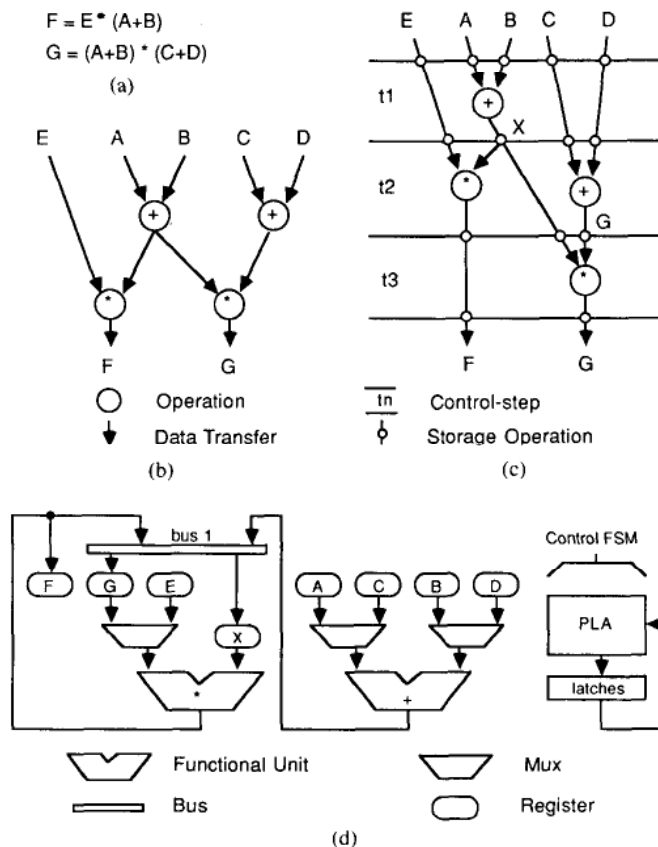 F = E* (A+B)
G = (A+B) * (C+D)
(a)
E A B C D
+ +
* *
F G
Operation
Data Transfer
(b)
E A B C D
t1
+
X
t2
* +
G
t3
*
F G
tn Control-step
Storage Operation
(c)
bus 1
Control FSM
F G E A C B D
PLA
X
latches
* +
Functional Unit Mux
Bus Register
(d)